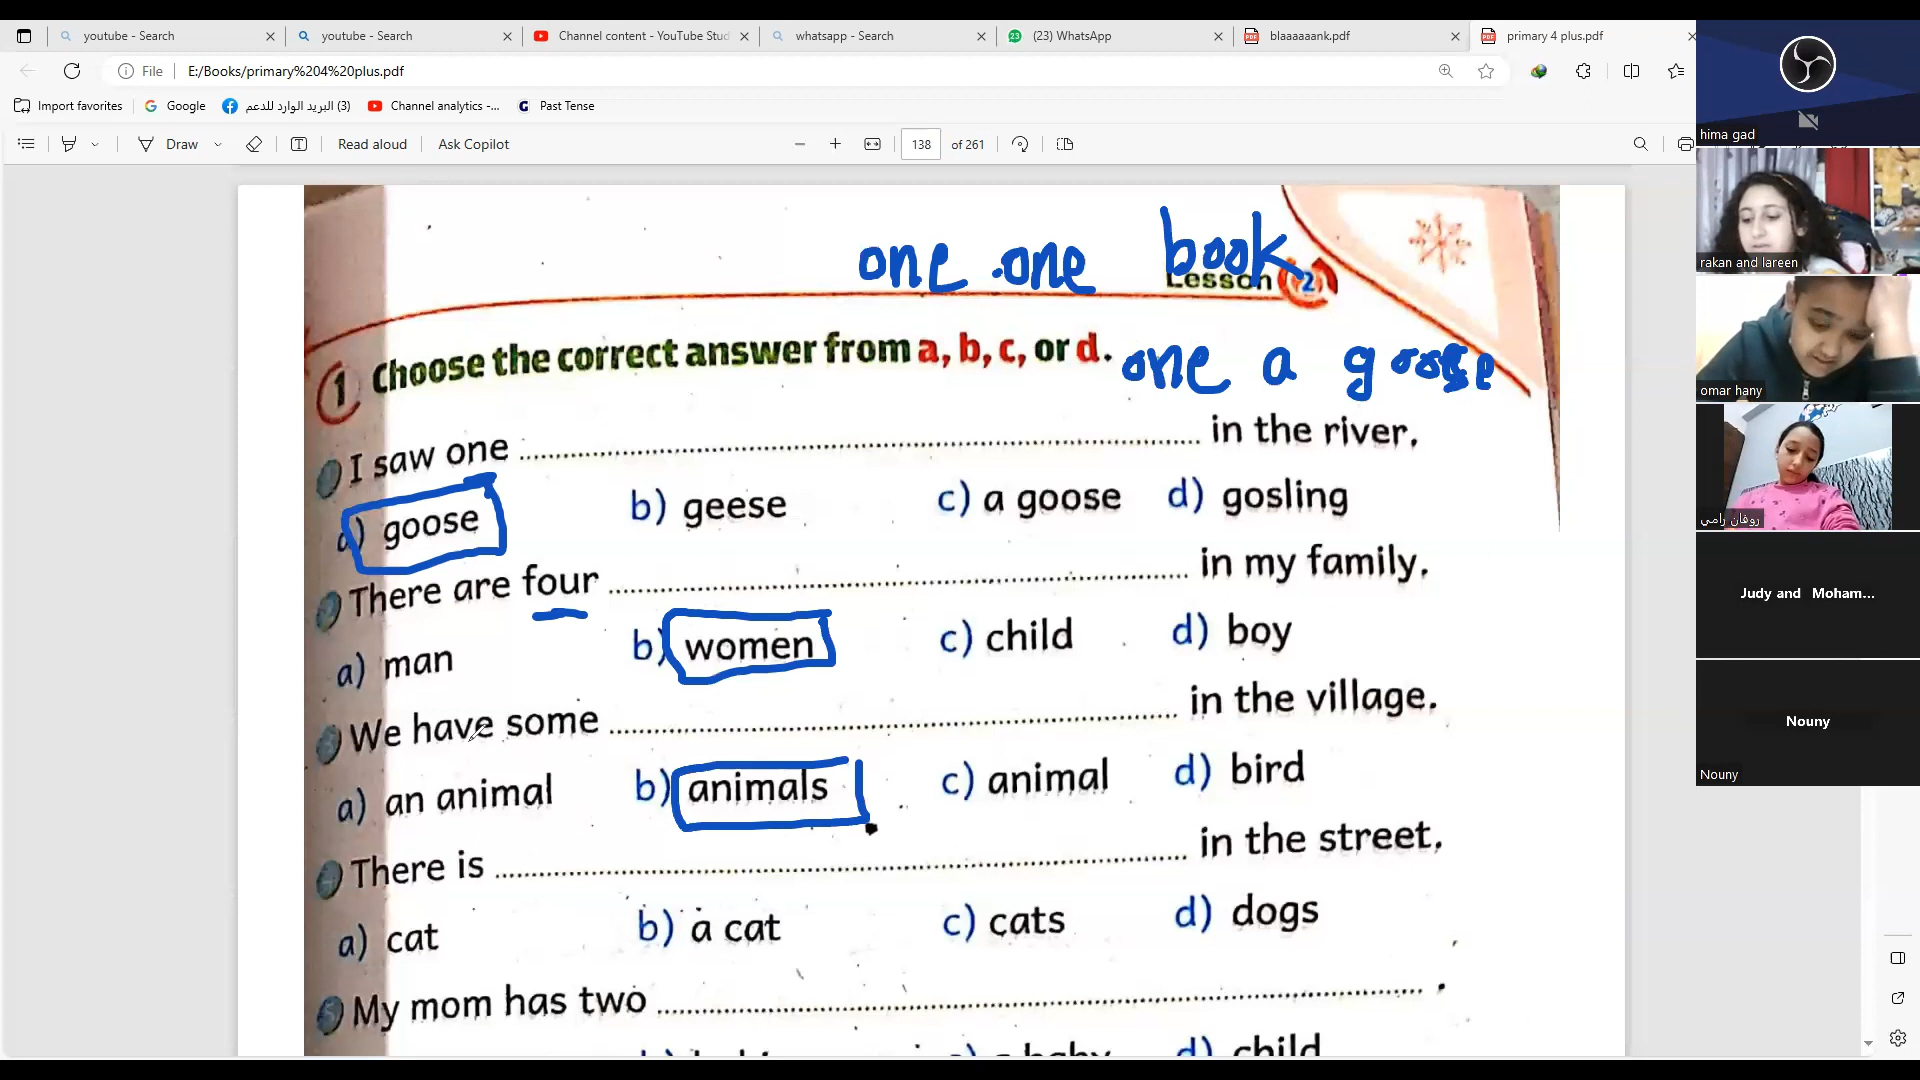 youtube - Search
youtube - Search
Channel content - YouTube Stud
whatsapp - Search
(23) WhatsApp
blaaaaaank.pdf
primary 4 plus.pdf
File
E:/Books/primary%204%20plus.pdf
Import favorites
Google
(3) البريد الوارد للدعم
Channel analytics -...
Past Tense
Draw
Read aloud
Ask Copilot
138 of 261
one one book
Lesson 2
1 Choose the correct answer from a, b, c, or d.
one a goose
1 I saw one ........ in the river.
a) goose b) geese c) a goose d) gosling
2 There are four ........ in my family.
a) man b) women c) child d) boy
3 We have some ........ in the village.
a) an animal b) animals c) animal d) bird
4 There is ........ in the street.
a) cat b) a cat c) cats d) dogs
5 My mom has two ........ .
c) a baby d) child
hima gad
rakan and lareen
omar hany
روفان رامي
Judy and Moham...
Nouny
Nouny